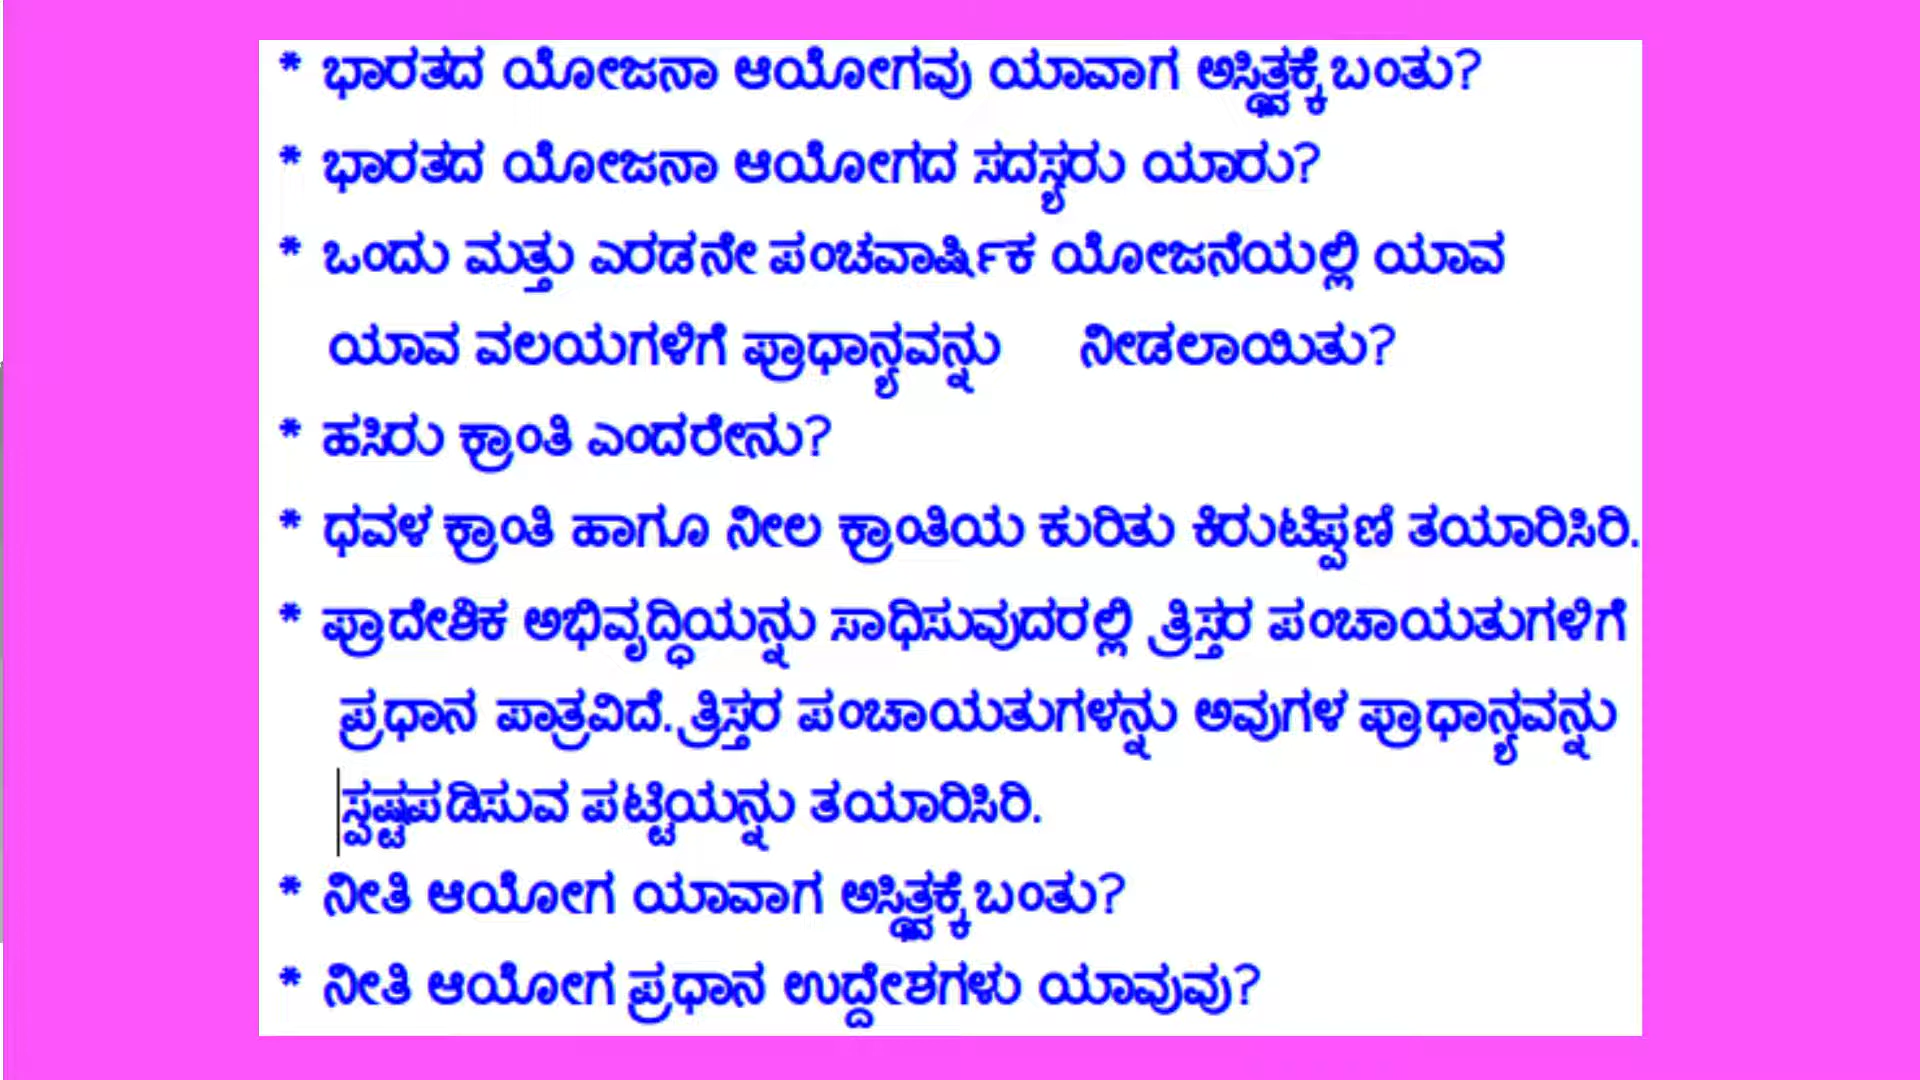 * ಭಾರತದ ಯೋಜನಾ ಆಯೋಗವು ಯಾವಾಗ ಅಸ್ಥಿತ್ವಕ್ಕೆ ಬಂತು?
* ಭಾರತದ ಯೋಜನಾ ಆಯೋಗದ ಸದಸ್ಯರು ಯಾರು?
* ಒಂದು ಮತ್ತು ಎರಡನೇ ಪಂಚವಾರ್ಷಿಕ ಯೋಜನೆಯಲ್ಲಿ ಯಾವ
ಯಾವ ವಲಯಗಳಿಗೆ ಪ್ರಾಧಾನ್ಯವನ್ನು ನೀಡಲಾಯಿತು?
* ಹಸಿರು ಕ್ರಾಂತಿ ಎಂದರೇನು?
* ಧವಳ ಕ್ರಾಂತಿ ಹಾಗೂ ನೀಲ ಕ್ರಾಂತಿಯ ಕುರಿತು ಕಿರುಟಿಪ್ಪಣಿ ತಯಾರಿಸಿರಿ.
* ಪ್ರಾದೇಶಿಕ ಅಭಿವೃದ್ಧಿಯನ್ನು ಸಾಧಿಸುವುದರಲ್ಲಿ ತ್ರಿಸ್ತರ ಪಂಚಾಯತುಗಳಿಗೆ
ಪ್ರಧಾನ ಪಾತ್ರವಿದೆ. ತ್ರಿಸ್ತರ ಪಂಚಾಯತುಗಳನ್ನು ಅವುಗಳ ಪ್ರಾಧಾನ್ಯವನ್ನು
ಸ್ಪಷ್ಟಪಡಿಸುವ ಪಟ್ಟಿಯನ್ನು ತಯಾರಿಸಿರಿ.
* ನೀತಿ ಆಯೋಗ ಯಾವಾಗ ಅಸ್ಥಿತ್ವಕ್ಕೆ ಬಂತು?
* ನೀತಿ ಆಯೋಗ ಪ್ರಧಾನ ಉದ್ದೇಶಗಳು ಯಾವುವು?